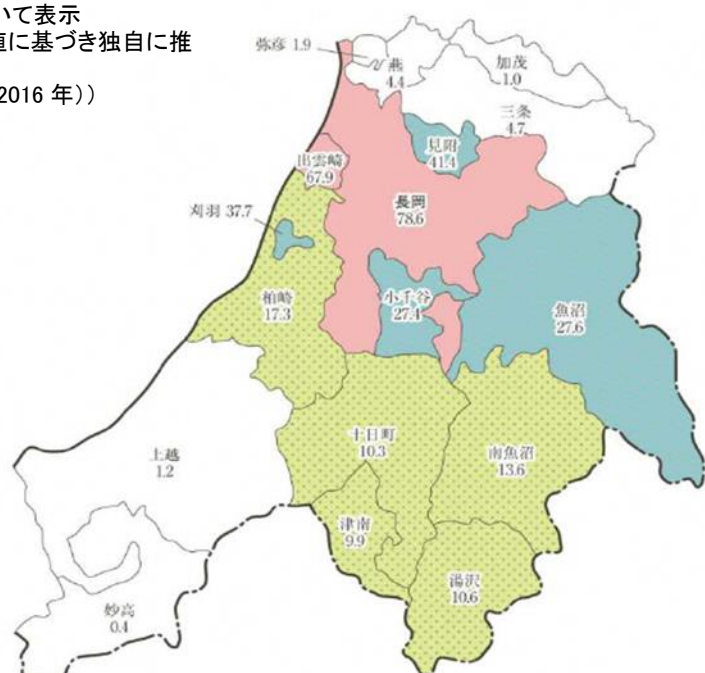 いて表示
値に基づき独自に推
2016 年))
弥彦 1.9
燕
4.4
加茂
1.0
三条
4.7
見附
41.4
出雲崎
67.9
長岡
78.6
刈羽 37.7
柏崎
17.3
小千谷
27.4
魚沼
27.6
上越
1.2
十日町
10.3
南魚沼
13.6
津南
9.9
湯沢
10.6
妙高
0.4